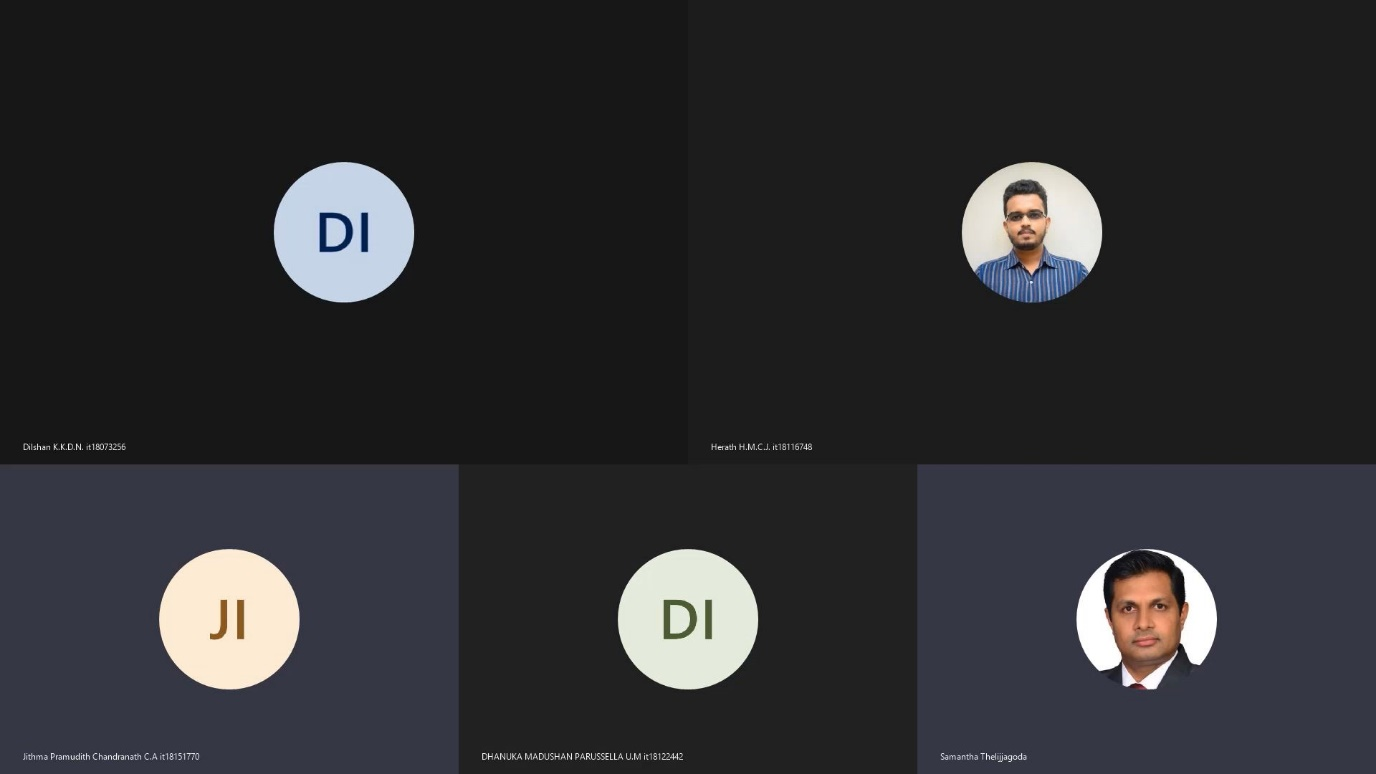 DI
Dilshan K.K.D.N. it18073256
Herath H.M.C.J. it18116748
JI
DI
Jithma Pramudith Chandranath C.A it18151770
DHANUKA MADUSHAN PARUSSELLA U.M it18122442
Samantha Thelijjagoda